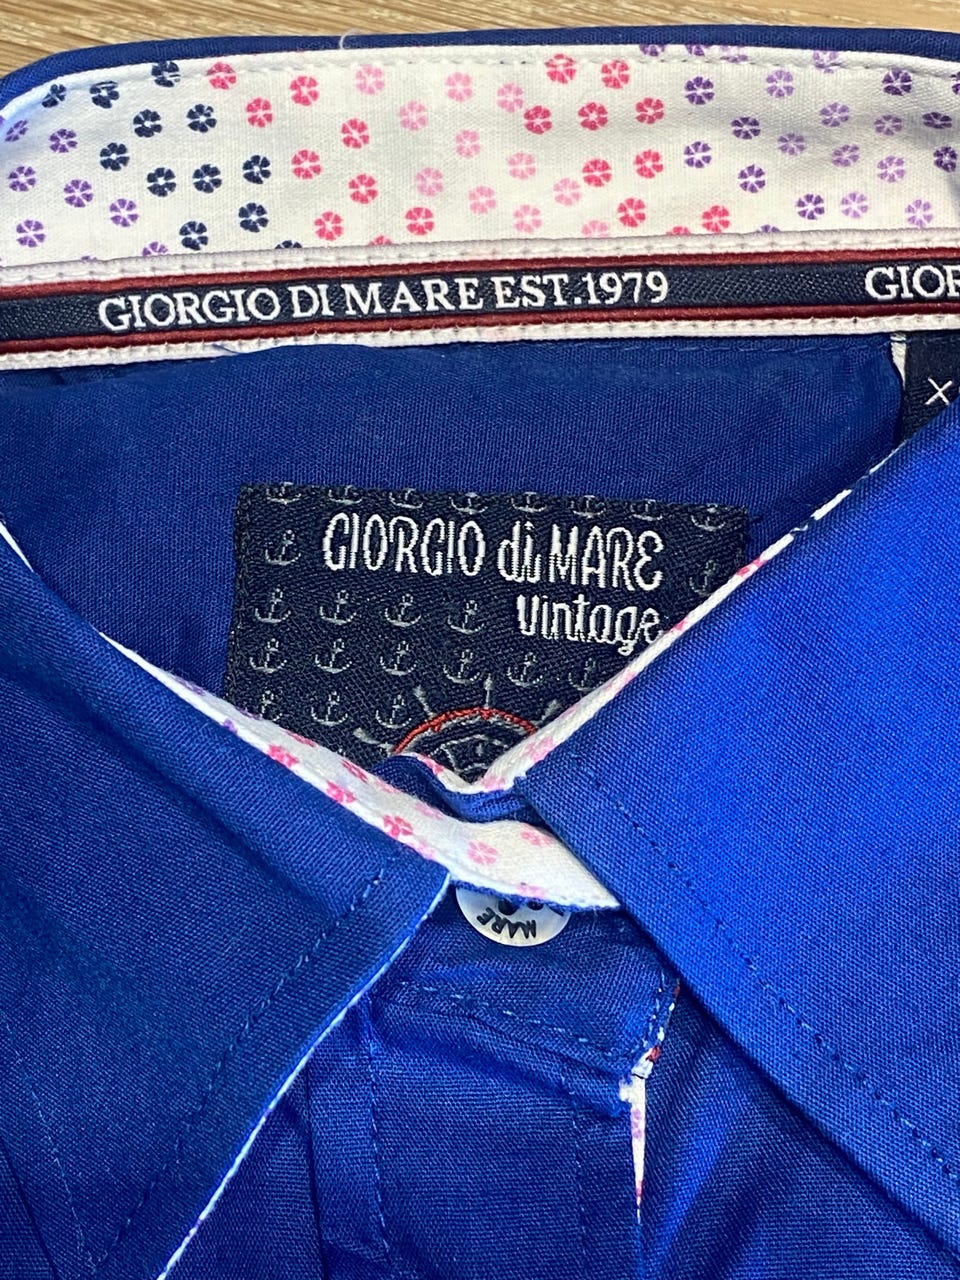 GIORGIO DI MARE EST.1979
GIOR
X
GIORGIO di MARE
Vintage
MARE